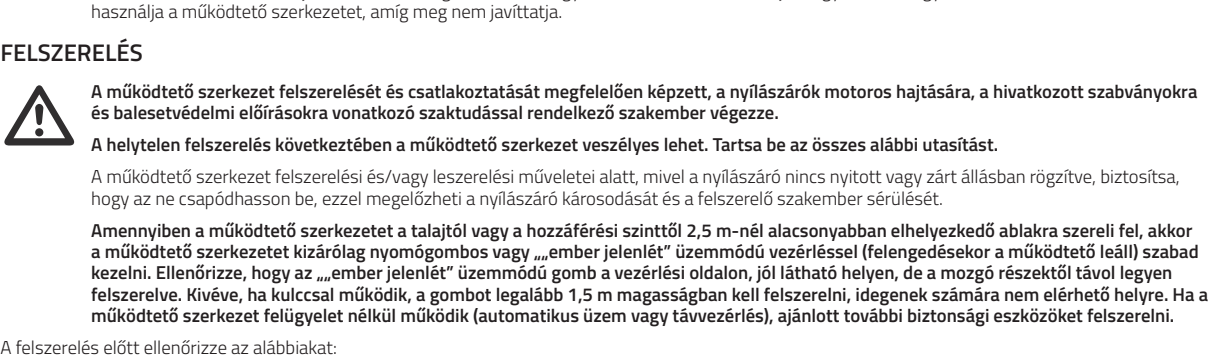 használja a működtető szerkezetet, amíg meg nem javíttatja.
FELSZERELÉS
A működtető szerkezet felszerelését és csatlakoztatását megfelelően képzett, a nyílászárók motoros hajtására, a hivatkozott szabványokra
és balesetvédelmi előírásokra vonatkozó szaktudással rendelkező szakember végezze.
A helytelen felszerelés következtében a működtető szerkezet veszélyes lehet. Tartsa be az összes alábbi utasítást.
A működtető szerkezet felszerelési és/vagy leszerelési műveletei alatt, mivel a nyílászáró nincs nyitott vagy zárt állásban rögzítve, biztosítsa,
hogy az ne csapódhasson be, ezzel megelőzheti a nyílászáró károsodását és a felszerelő szakember sérülését.
Amennyiben a működtető szerkezetet a talajtól vagy a hozzáférési szinttől 2,5 m-nél alacsonyabban elhelyezkedő ablakra szereli fel, akkor
a működtető szerkezetet kizárólag nyomógombos vagy „„ember jelenlét” üzemmódú vezérléssel (felengedésekor a működtető leáll) szabad
kezelni. Ellenőrizze, hogy az „„ember jelenlét” üzemmódú gomb a vezérlési oldalon, jól látható helyen, de a mozgó részektől távol legyen
felszerelve. Kivéve, ha kulccsal működik, a gombot legalább 1,5 m magasságban kell felszerelni, idegenek számára nem elérhető helyre. Ha a
működtető szerkezet felügyelet nélkül működik (automatikus üzem vagy távvezérlés), ajánlott további biztonsági eszközöket felszerelni.
A felszerelés előtt ellenőrizze az alábbiakat: